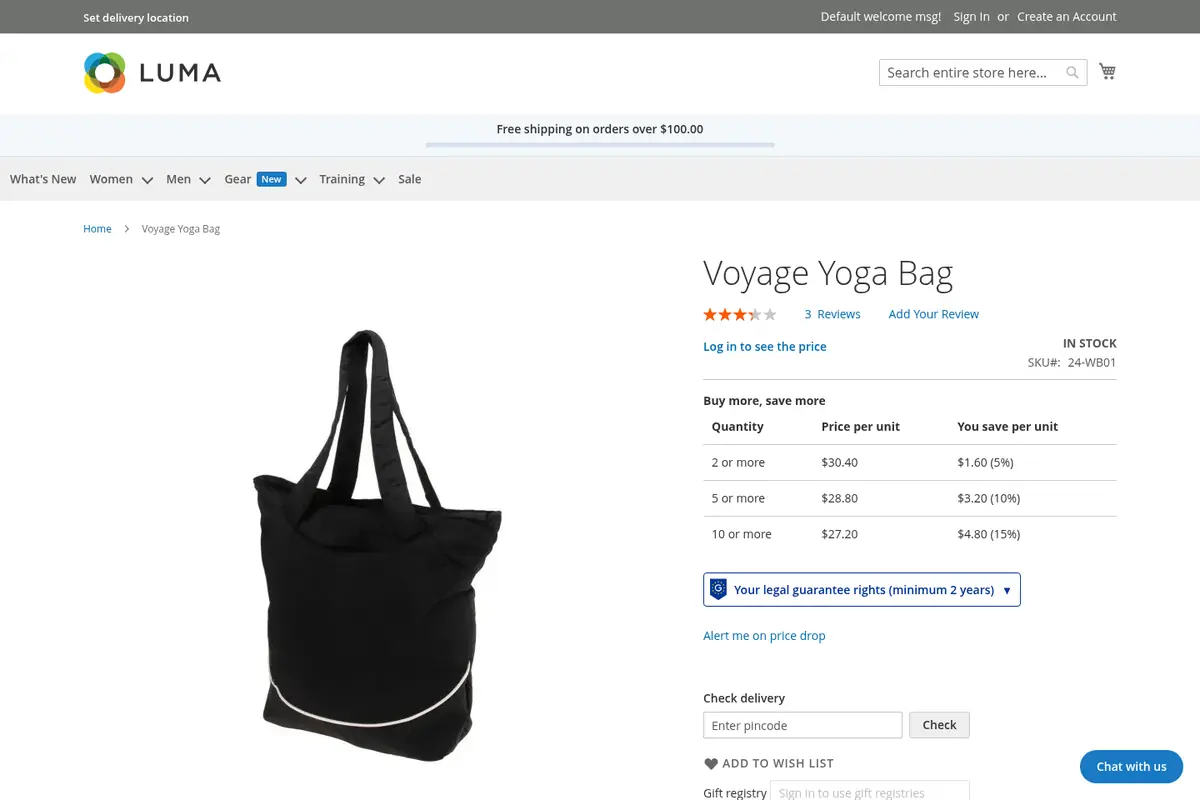 Set delivery location
Default welcome msg! Sign In or Create an Account
LUMA
Search entire store here...
Free shipping on orders over $100.00
What's New Women Men Gear New Training Sale
Home > Voyage Yoga Bag
Voyage Yoga Bag
3 Reviews Add Your Review
Log in to see the price
IN STOCK
SKU#: 24-WB01
Buy more, save more
Quantity Price per unit You save per unit
2 or more $30.40 $1.60 (5%)
5 or more $28.80 $3.20 (10%)
10 or more $27.20 $4.80 (15%)
G Your legal guarantee rights (minimum 2 years) ▼
Alert me on price drop
Check delivery
Enter pincode Check
ADD TO WISH LIST
Chat with us
Gift registry Sign in to use gift registries